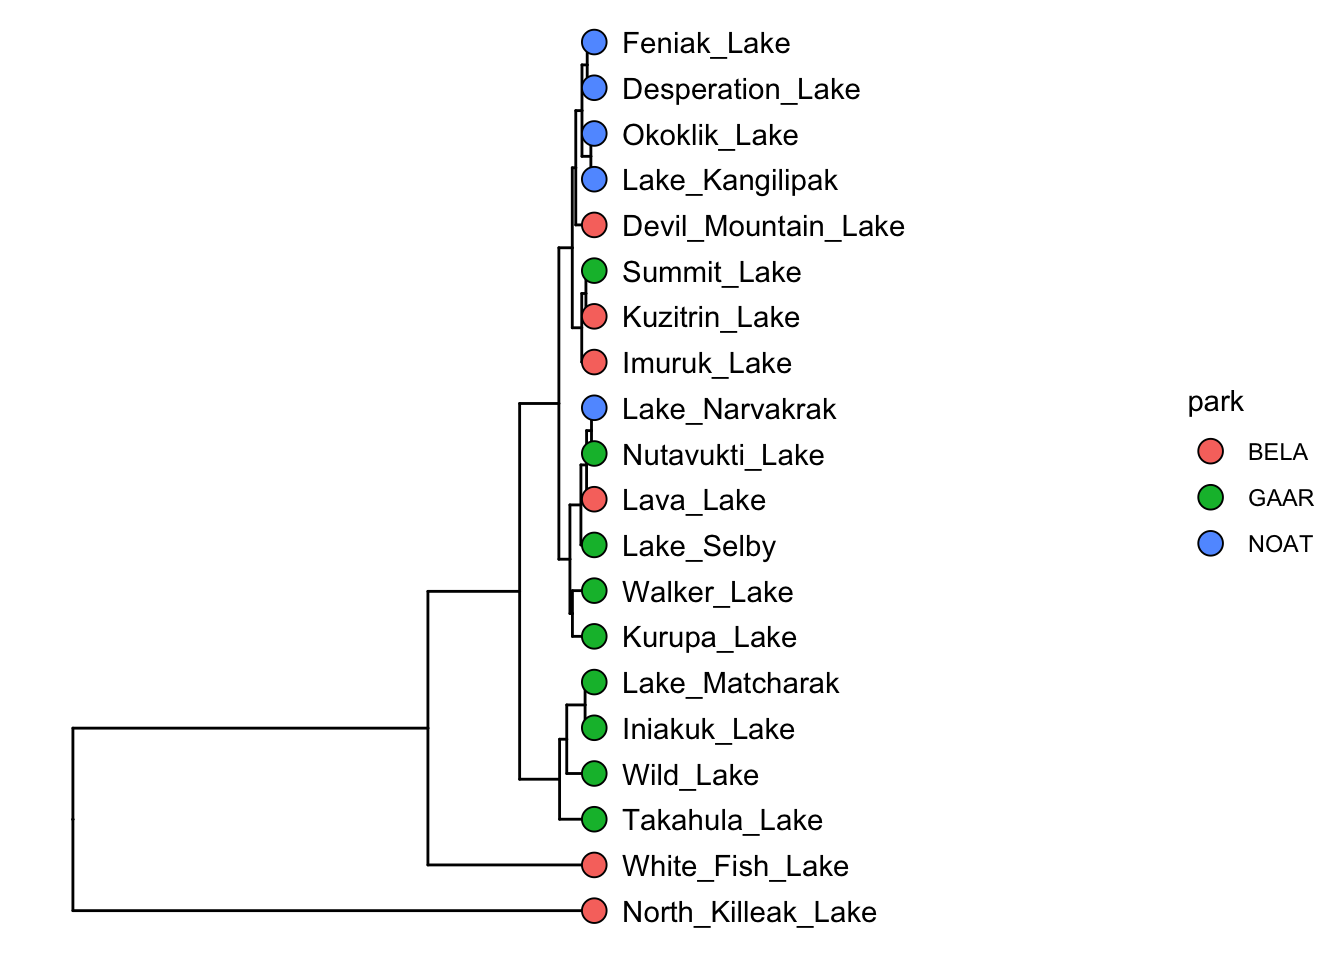 Feniak_Lake
Desperation_Lake
Okoklik_Lake
Lake_Kangilipak
Devil_Mountain_Lake
Summit_Lake
Kuzitrin_Lake
Imuruk_Lake
Lake_Narvakrak
Nutavukti_Lake
Lava_Lake
Lake_Selby
Walker_Lake
Kurupa_Lake
Lake_Matcharak
Iniakuk_Lake
Wild_Lake
Takahula_Lake
White_Fish_Lake
North_Killeak_Lake
park
BELA
GAAR
NOAT